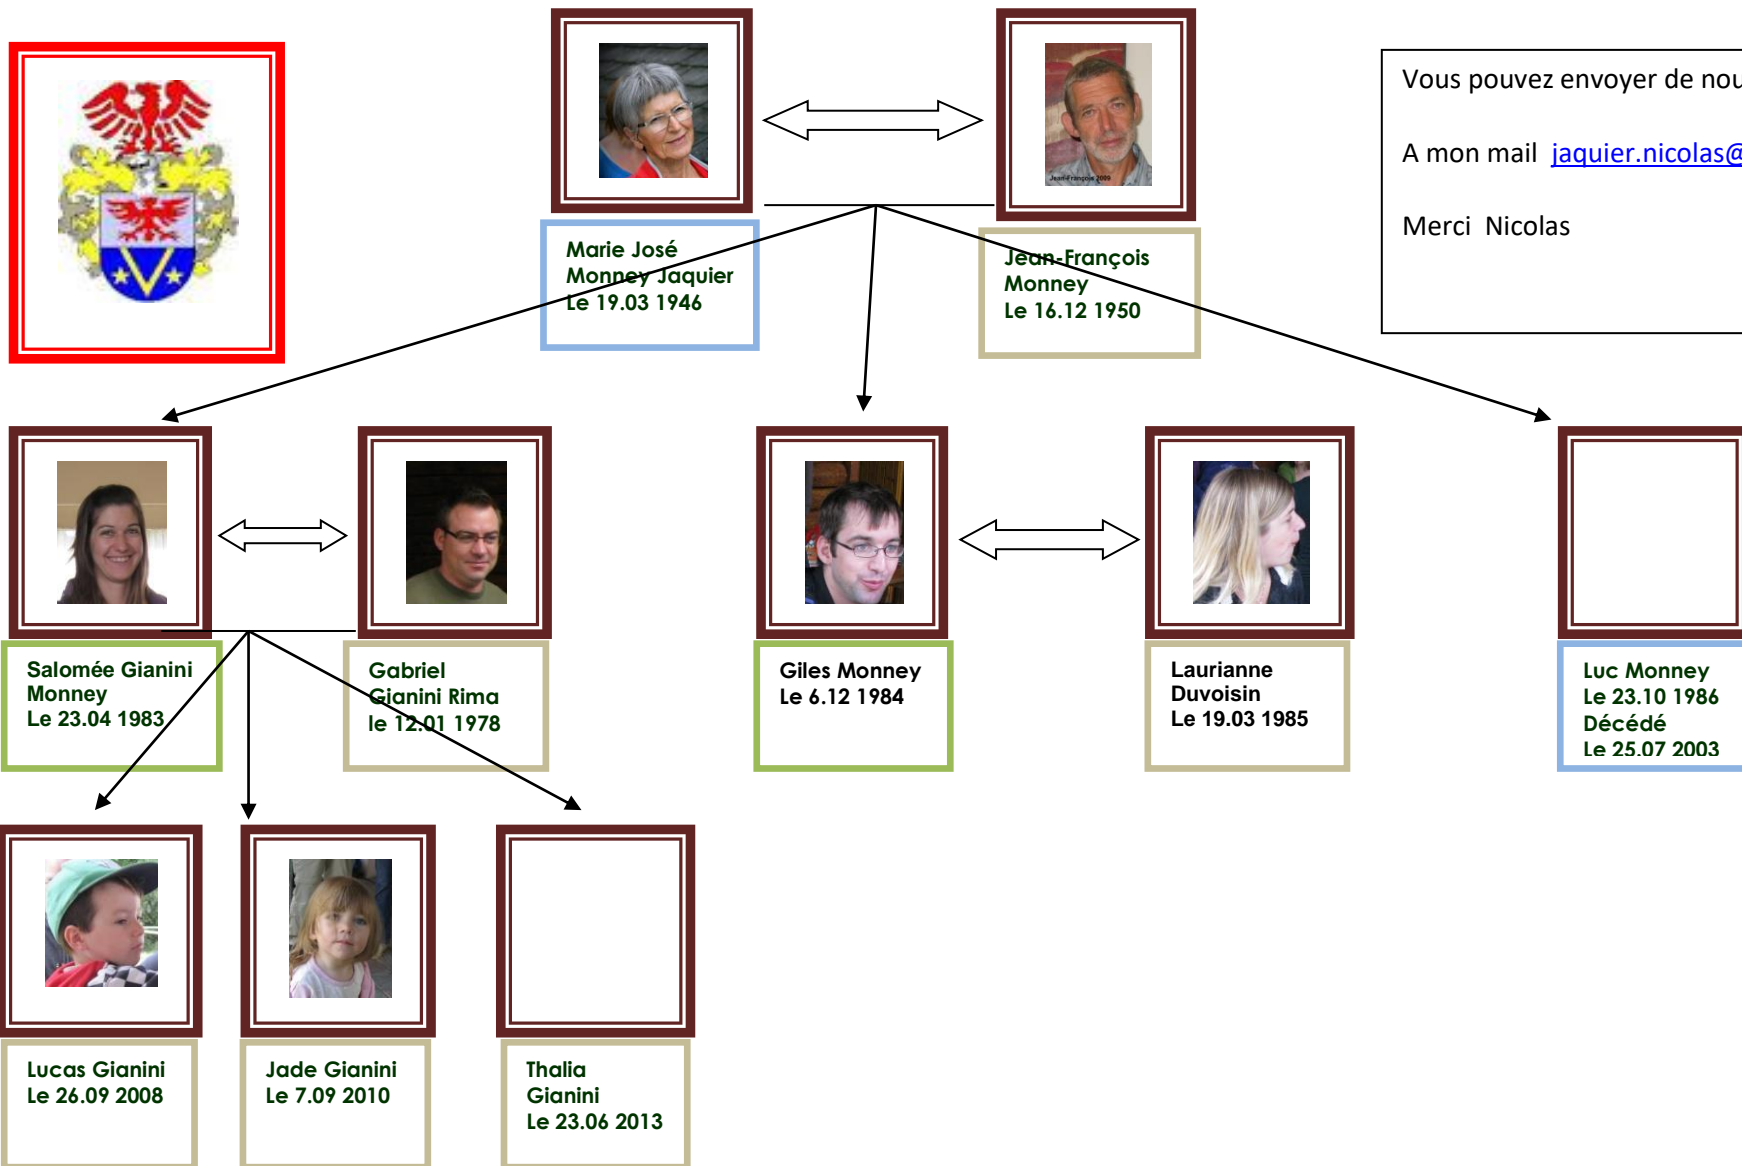 Jean-François 2009
Vous pouvez envoyer de
A mon mail jaquier.nicolas@
Merci Nicolas
Marie José
Monney Jaquier
Le 19.03 1946
Jean-François
Monney
Le 16.12 1950
Salomée Gianini
Monney
Le 23.04 1983
Gabriel
Gianini Rima
le 12.01 1978
Giles Monney
Le 6.12 1984
Laurianne
Duvoisin
Le 19.03 1985
Luc Monney
Le 23.10 1986
Décédé
Le 25.07 2003
Lucas Gianini
Le 26.09 2008
Jade Gianini
Le 7.09 2010
Thalia
Gianini
Le 23.06 2013